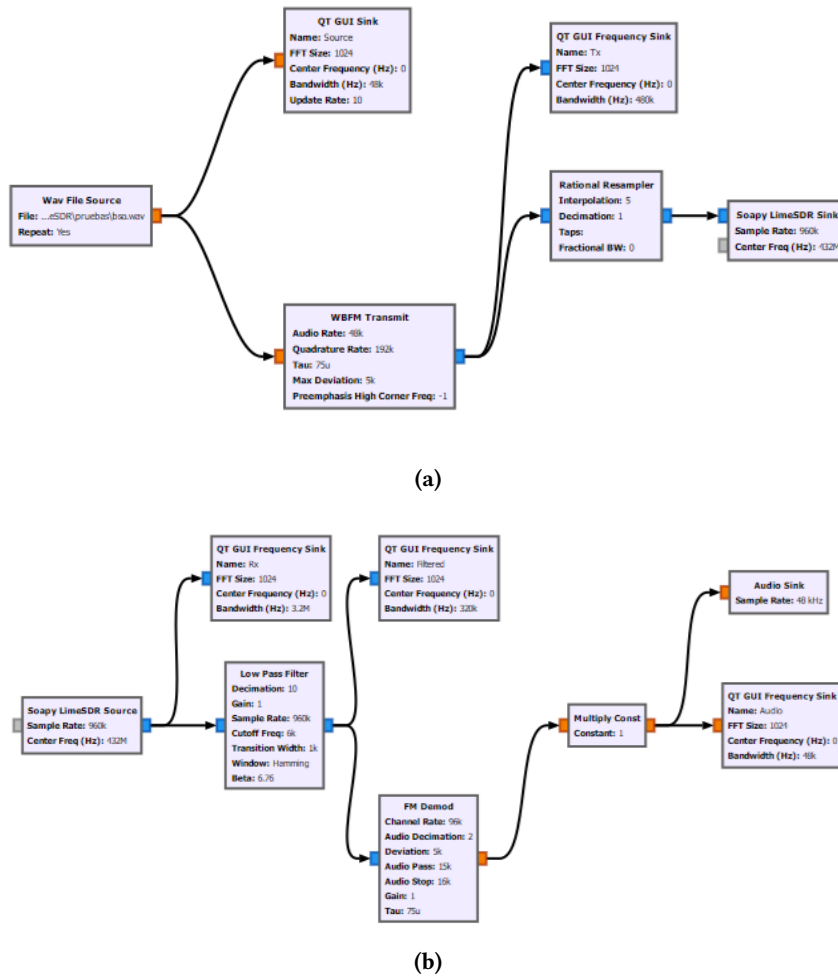 QT GUI Sink
Name: Source
FFT Size: 1024
Center Frequency (Hz): 0
Bandwidth (Hz): 48k
Update Rate: 10
QT GUI Frequency Sink
Name: Tx
FFT Size: 1024
Center Frequency (Hz): 0
Bandwidth (Hz): 480k
Wav File Source
File: ...eSDR\pruebas\bsa.wav
Repeat: Yes
Rational Resampler
Interpolation: 5
Decimation: 1
Taps:
Fractional BW: 0
Soapy LimeSDR Sink
Sample Rate: 960k
Center Freq (Hz): 432M
WBFM Transmit
Audio Rate: 48k
Quadrature Rate: 192k
Tau: 75u
Max Deviation: 5k
Preemphasis High Corner Freq: -1
(a)
QT GUI Frequency Sink
Name: Rx
FFT Size: 1024
Center Frequency (Hz): 0
Bandwidth (Hz): 3.2M
QT GUI Frequency Sink
Name: Filtered
FFT Size: 1024
Center Frequency (Hz): 0
Bandwidth (Hz): 320k
Audio Sink
Sample Rate: 48 kHz
Soapy LimeSDR Source
Sample Rate: 960k
Center Freq (Hz): 432M
Low Pass Filter
Decimation: 10
Gain: 1
Sample Rate: 960k
Cutoff Freq: 6k
Transition Width: 1k
Window: Hamming
Beta: 6.76
Multiply Const
Constant: 1
QT GUI Frequency Sink
Name: Audio
FFT Size: 1024
Center Frequency (Hz): 0
Bandwidth (Hz): 48k
FM Demod
Channel Rate: 96k
Audio Decimation: 2
Deviation: 5k
Audio Pass: 15k
Audio Stop: 16k
Gain: 1
Tau: 75u
(b)